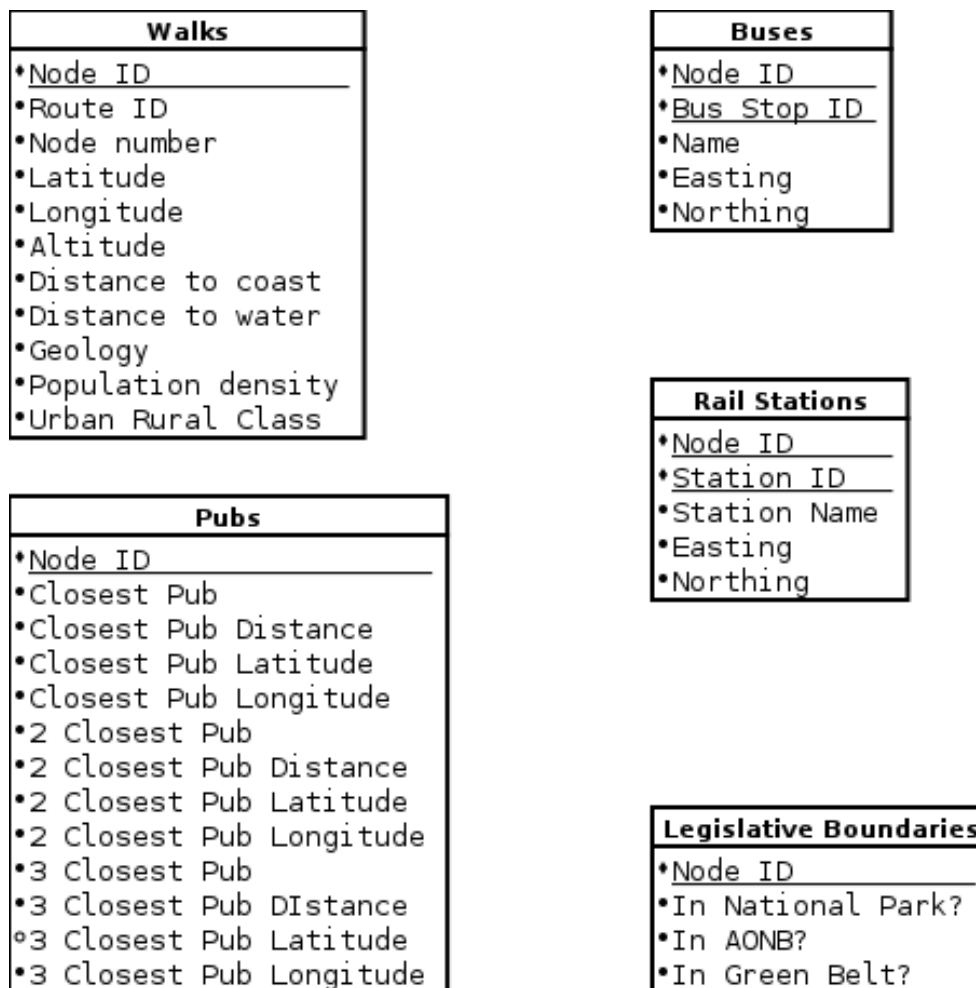 Walks
Node ID
Route ID
Node number
Latitude
Longitude
Altitude
Distance to coast
Distance to water
Geology
Population density
Urban Rural Class
Pubs
Node ID
Closest Pub
Closest Pub Distance
Closest Pub Latitude
Closest Pub Longitude
2 Closest Pub
2 Closest Pub Distance
2 Closest Pub Latitude
2 Closest Pub Longitude
3 Closest Pub
3 Closest Pub DIstance
3 Closest Pub Latitude
3 Closest Pub Longitude
Buses
Node ID
Bus Stop ID
Name
Easting
Northing
Rail Stations
Node ID
Station ID
Station Name
Easting
Northing
Legislative Boundaries
Node ID
In National Park?
In AONB?
In Green Belt?